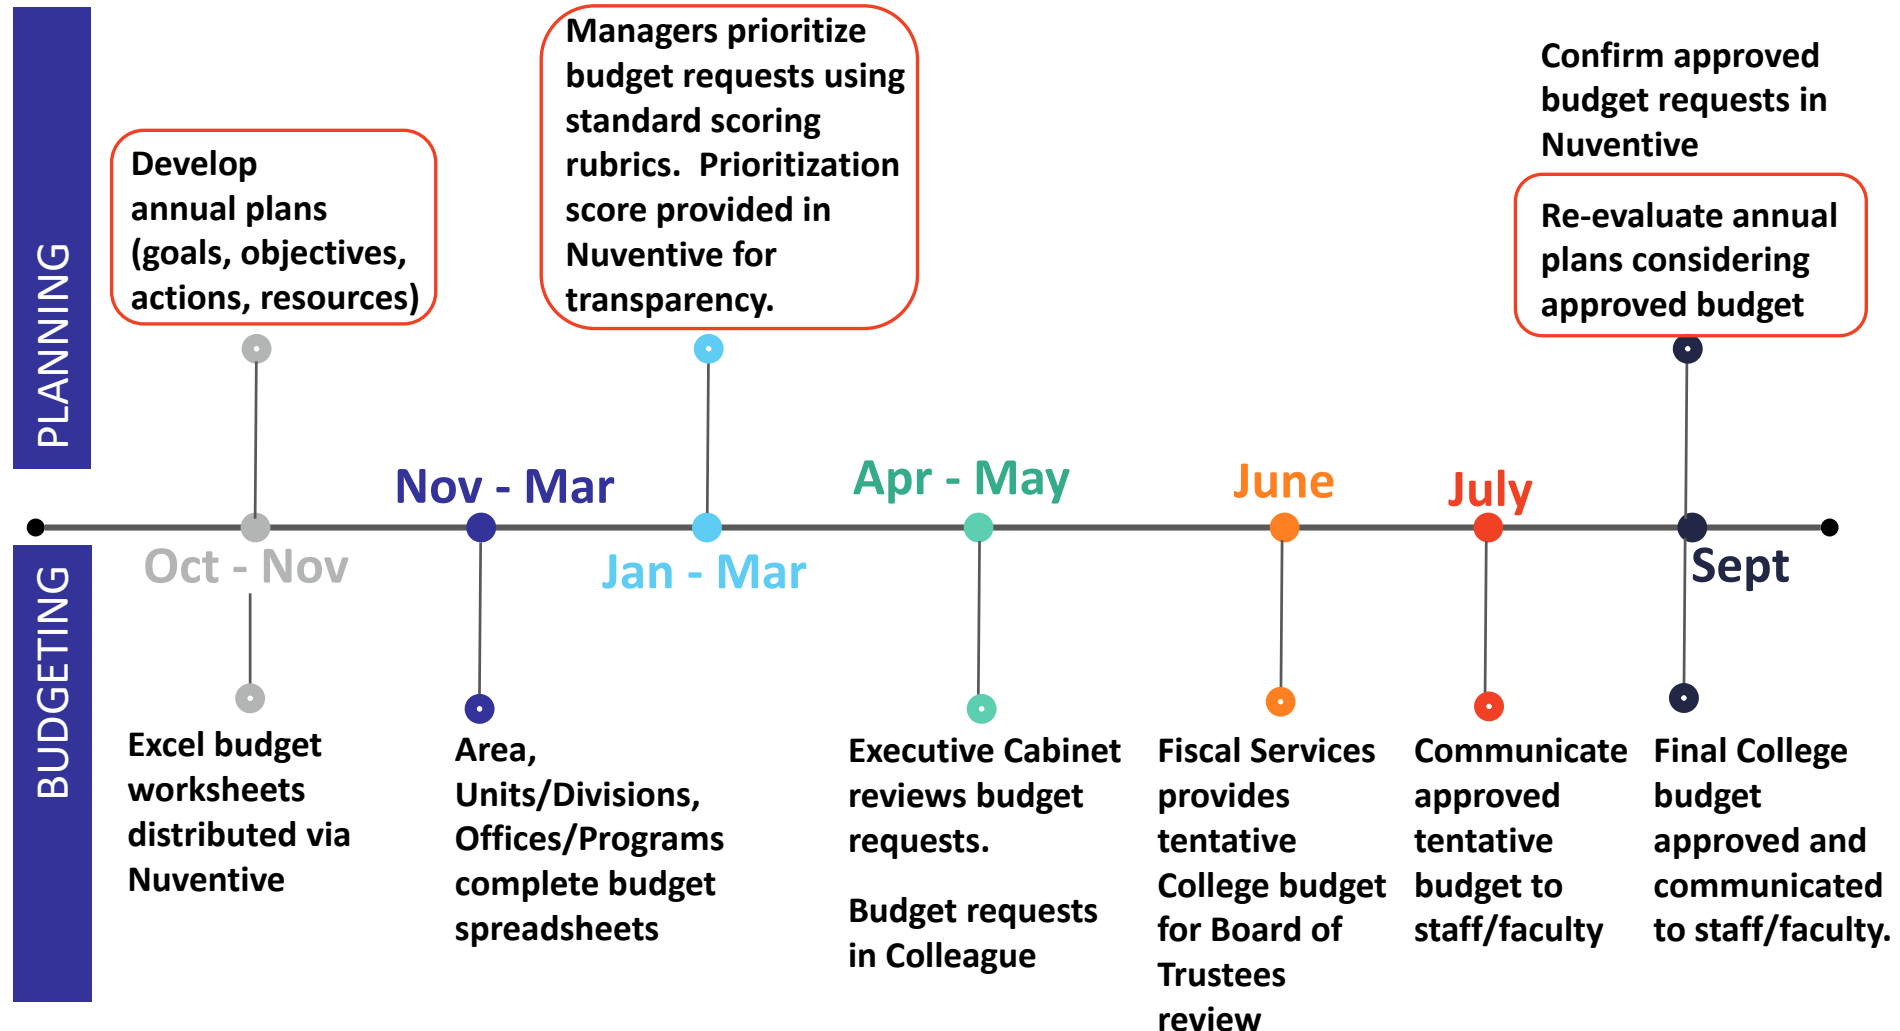 PLANNING
Develop
annual plans
(goals, objectives,
actions, resources)
Managers prioritize
budget requests using
standard scoring
rubrics.  Prioritization
score provided in
Nuventive for
transparency.
Confirm approved
budget requests in
Nuventive
Re-evaluate annual
plans considering
approved budget
Oct - Nov
Nov - Mar
Jan - Mar
Apr - May
June
July
Sept
BUDGETING
Excel budget
worksheets
distributed via
Nuventive
Area,
Units/Divisions,
Offices/Programs
complete budget
spreadsheets
Executive Cabinet
reviews budget
requests.
Budget requests
in Colleague
Fiscal Services
provides
tentative
College budget
for Board of
Trustees
review
Communicate
approved
tentative
budget to
staff/faculty
Final College
budget
approved and
communicated
to staff/faculty.